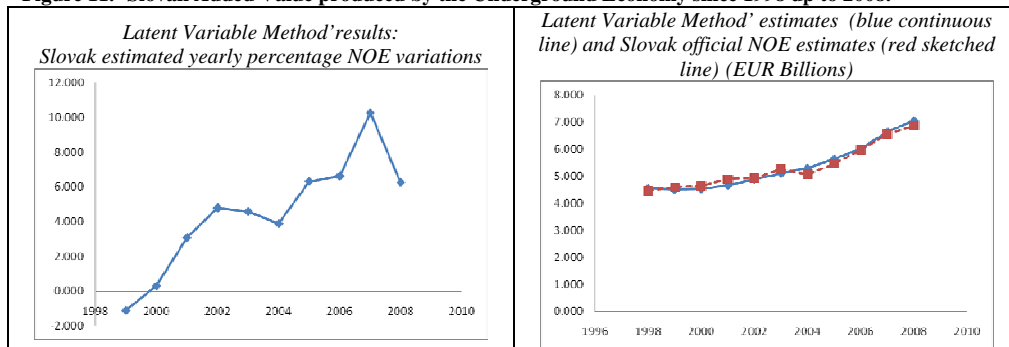 Slovak Added Value produced by the Underground Economy since 1998 up to 2008.
Latent Variable Method'results:
Slovak estimated yearly percentage NOE variations
12.000
10.000
8.000
6.000
4.000
2.000
0.000
-2.000
1998 2000 2002 2004 2006 2008 2010
Latent Variable Method' estimates (blue continuous
line) and Slovak official NOE estimates (red sketched
line) (EUR Billions)
8.000
7.000
6.000
5.000
4.000
3.000
2.000
1.000
0.000
1996 1998 2000 2002 2004 2006 2008 2010